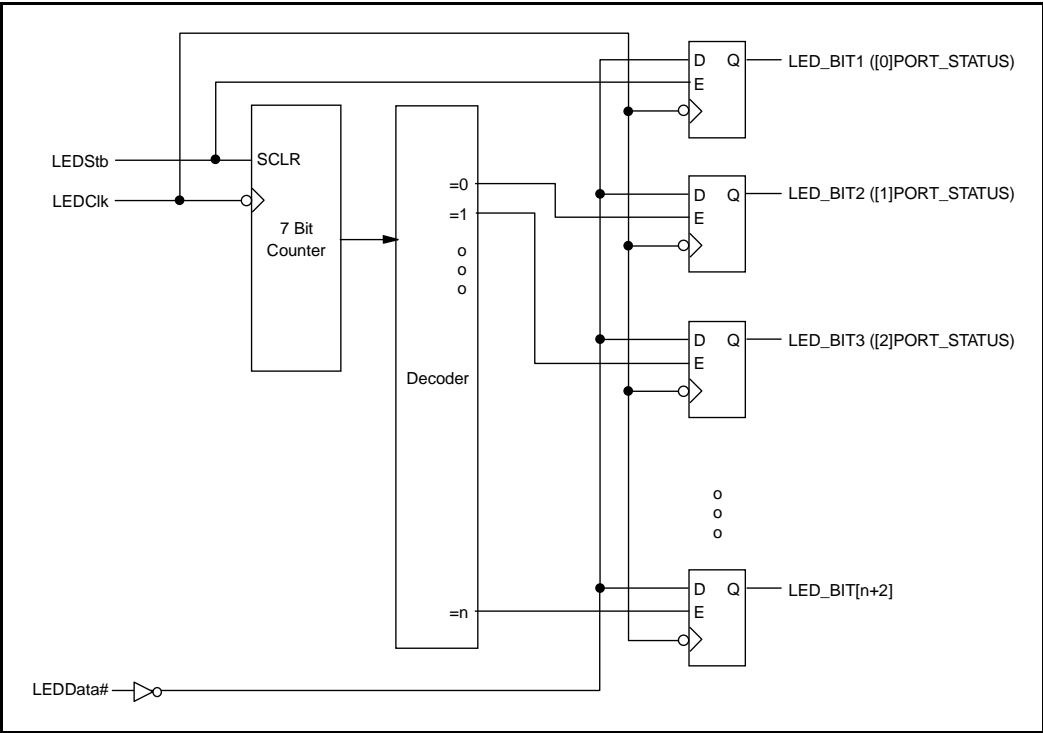 D Q LED_BIT1 ([0]PORT_STATUS)
E
LEDStb SCLR
LEDClk
7 Bit
Counter
=0
=1
o
o
o
D Q LED_BIT2 ([1]PORT_STATUS)
E
D Q LED_BIT3 ([2]PORT_STATUS)
E
Decoder
o
o
o
D Q LED_BIT[n+2]
=n E
LEDData#